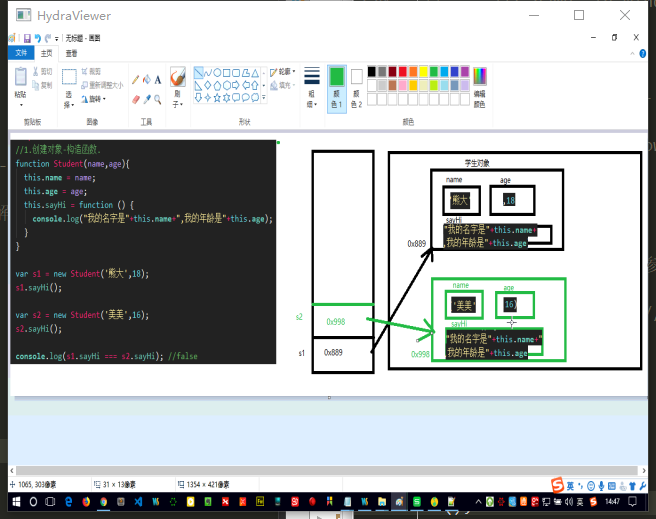 HydraViewer
无标题 - 画图
文件
主页
查看
粘贴
剪切
复制
选择
裁剪
重新调整大小
旋转
刷子
轮廓
填充
粗细
颜色 1
颜色 2
编辑颜色
剪贴板
图像
工具
形状
颜色
//1.创建对象-构造函数.
function Student(name,age){
this.name = name;
this.age = age;
this.sayHi = function () {
console.log("我的名字是"+this.name+",我的年龄是"+this.age);
}
}
var s1 = new Student('熊大',18);
s1.sayHi();
var s2 = new Student('美美',16);
s2.sayHi();
console.log(s1.sayHi === s2.sayHi); //false
s2
0x998
s1
0x889
学生对象
name
age
'熊大'
,18
sayHi
"我的名字是"+this.name+
,我的年龄是"+this.age
0x889
name
age
'美美'
16)
sayHi
"我的名字是"+this.name+"
我的年龄是"+this.age
0x998
1065, 303像素
31 × 13像素
1354 × 421像素
英
英
14:47